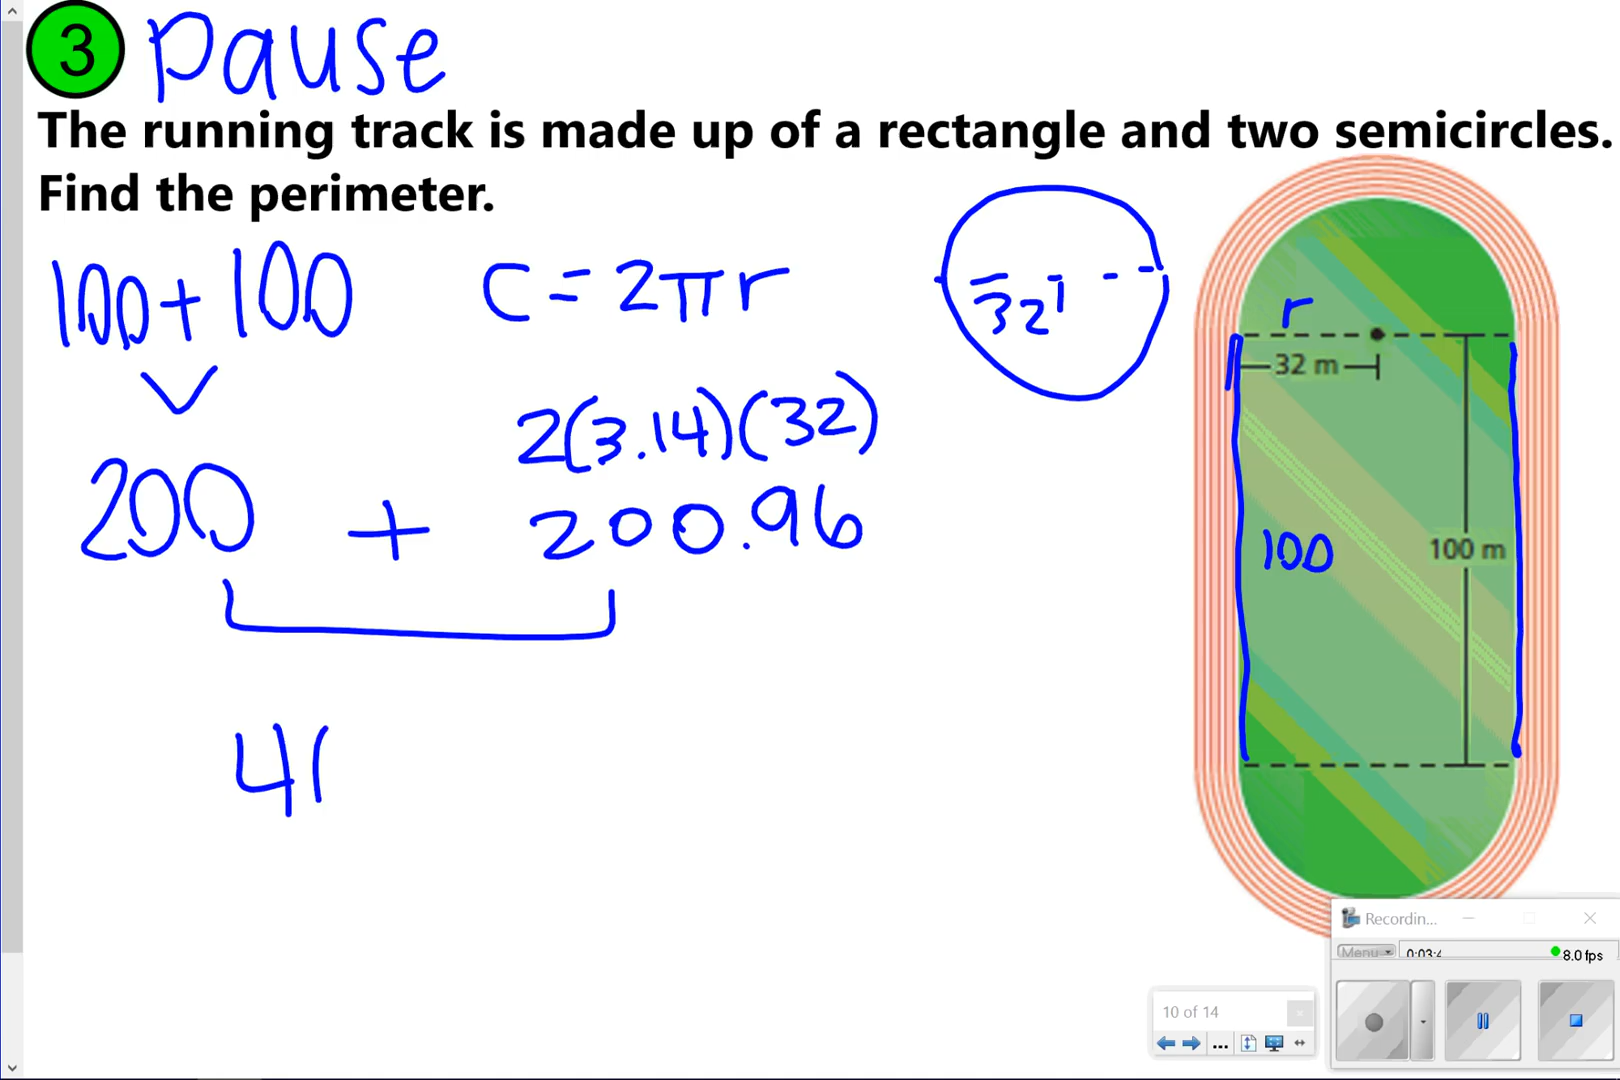 3 Pause
The running track is made up of a rectangle and two semicircles.
Find the perimeter.
100 + 100
C = 2πr
32
r
32 m
2(3.14)(32)
200 + 200.96
100
100 m
Recordin...
Menu
8.0 fps
10 of 14